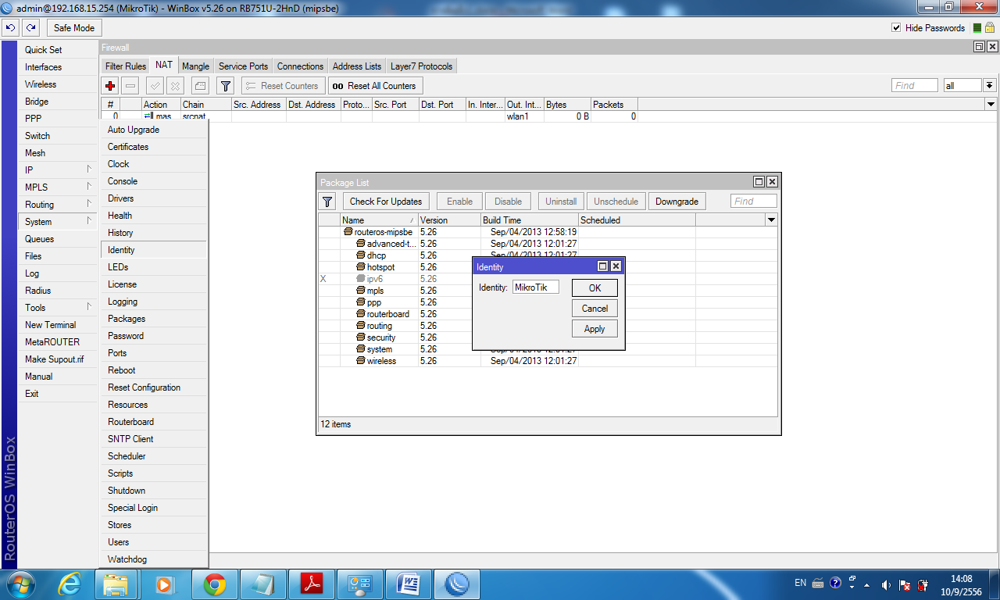 admin@192.168.15.254 (MikroTik) - WinBox v5.26 on RB751U-2HnD (mipsbe)
Safe Mode
Hide Passwords
RouterOS WinBox
Quick Set
Interfaces
Wireless
Bridge
PPP
Switch
Mesh
IP
MPLS
Routing
System
Queues
Files
Log
Radius
Tools
New Terminal
MetaROUTER
Make Supout.rif
Manual
Exit
Firewall
Filter Rules NAT Mangle Service Ports Connections Address Lists Layer7 Protocols
Reset Counters 00 Reset All Counters Find all
# Action Chain Src. Address Dst. Address Proto... Src. Port Dst. Port In. Inter... Out. Int... Bytes Packets
0 mas srcnat wlan1 0 B 0
Auto Upgrade
Certificates
Clock
Console
Drivers
Health
History
Identity
LEDs
License
Logging
Packages
Password
Ports
Reboot
Reset Configuration
Resources
Routerboard
SNTP Client
Scheduler
Scripts
Shutdown
Special Login
Stores
Users
Watchdog
Package List
Check For Updates Enable Disable Uninstall Unschedule Downgrade Find
Name Version Build Time Scheduled
routeros-mipsbe 5.26 Sep/04/2013 12:58:19
advanced-t... 5.26 Sep/04/2013 12:01:27
dhcp 5.26 Sep/04/2013 12:01:27
hotspot 5.26
X ipv6 5.26
mpls 5.26
ppp 5.26
routerboard 5.26
routing 5.26
security 5.26
system 5.26 Sep/04/2013 12:01:27
wireless 5.26 Sep/04/2013 12:01:27
12 items
Identity
Identity: MikroTik
OK
Cancel
Apply
EN
14:08
10/9/2556